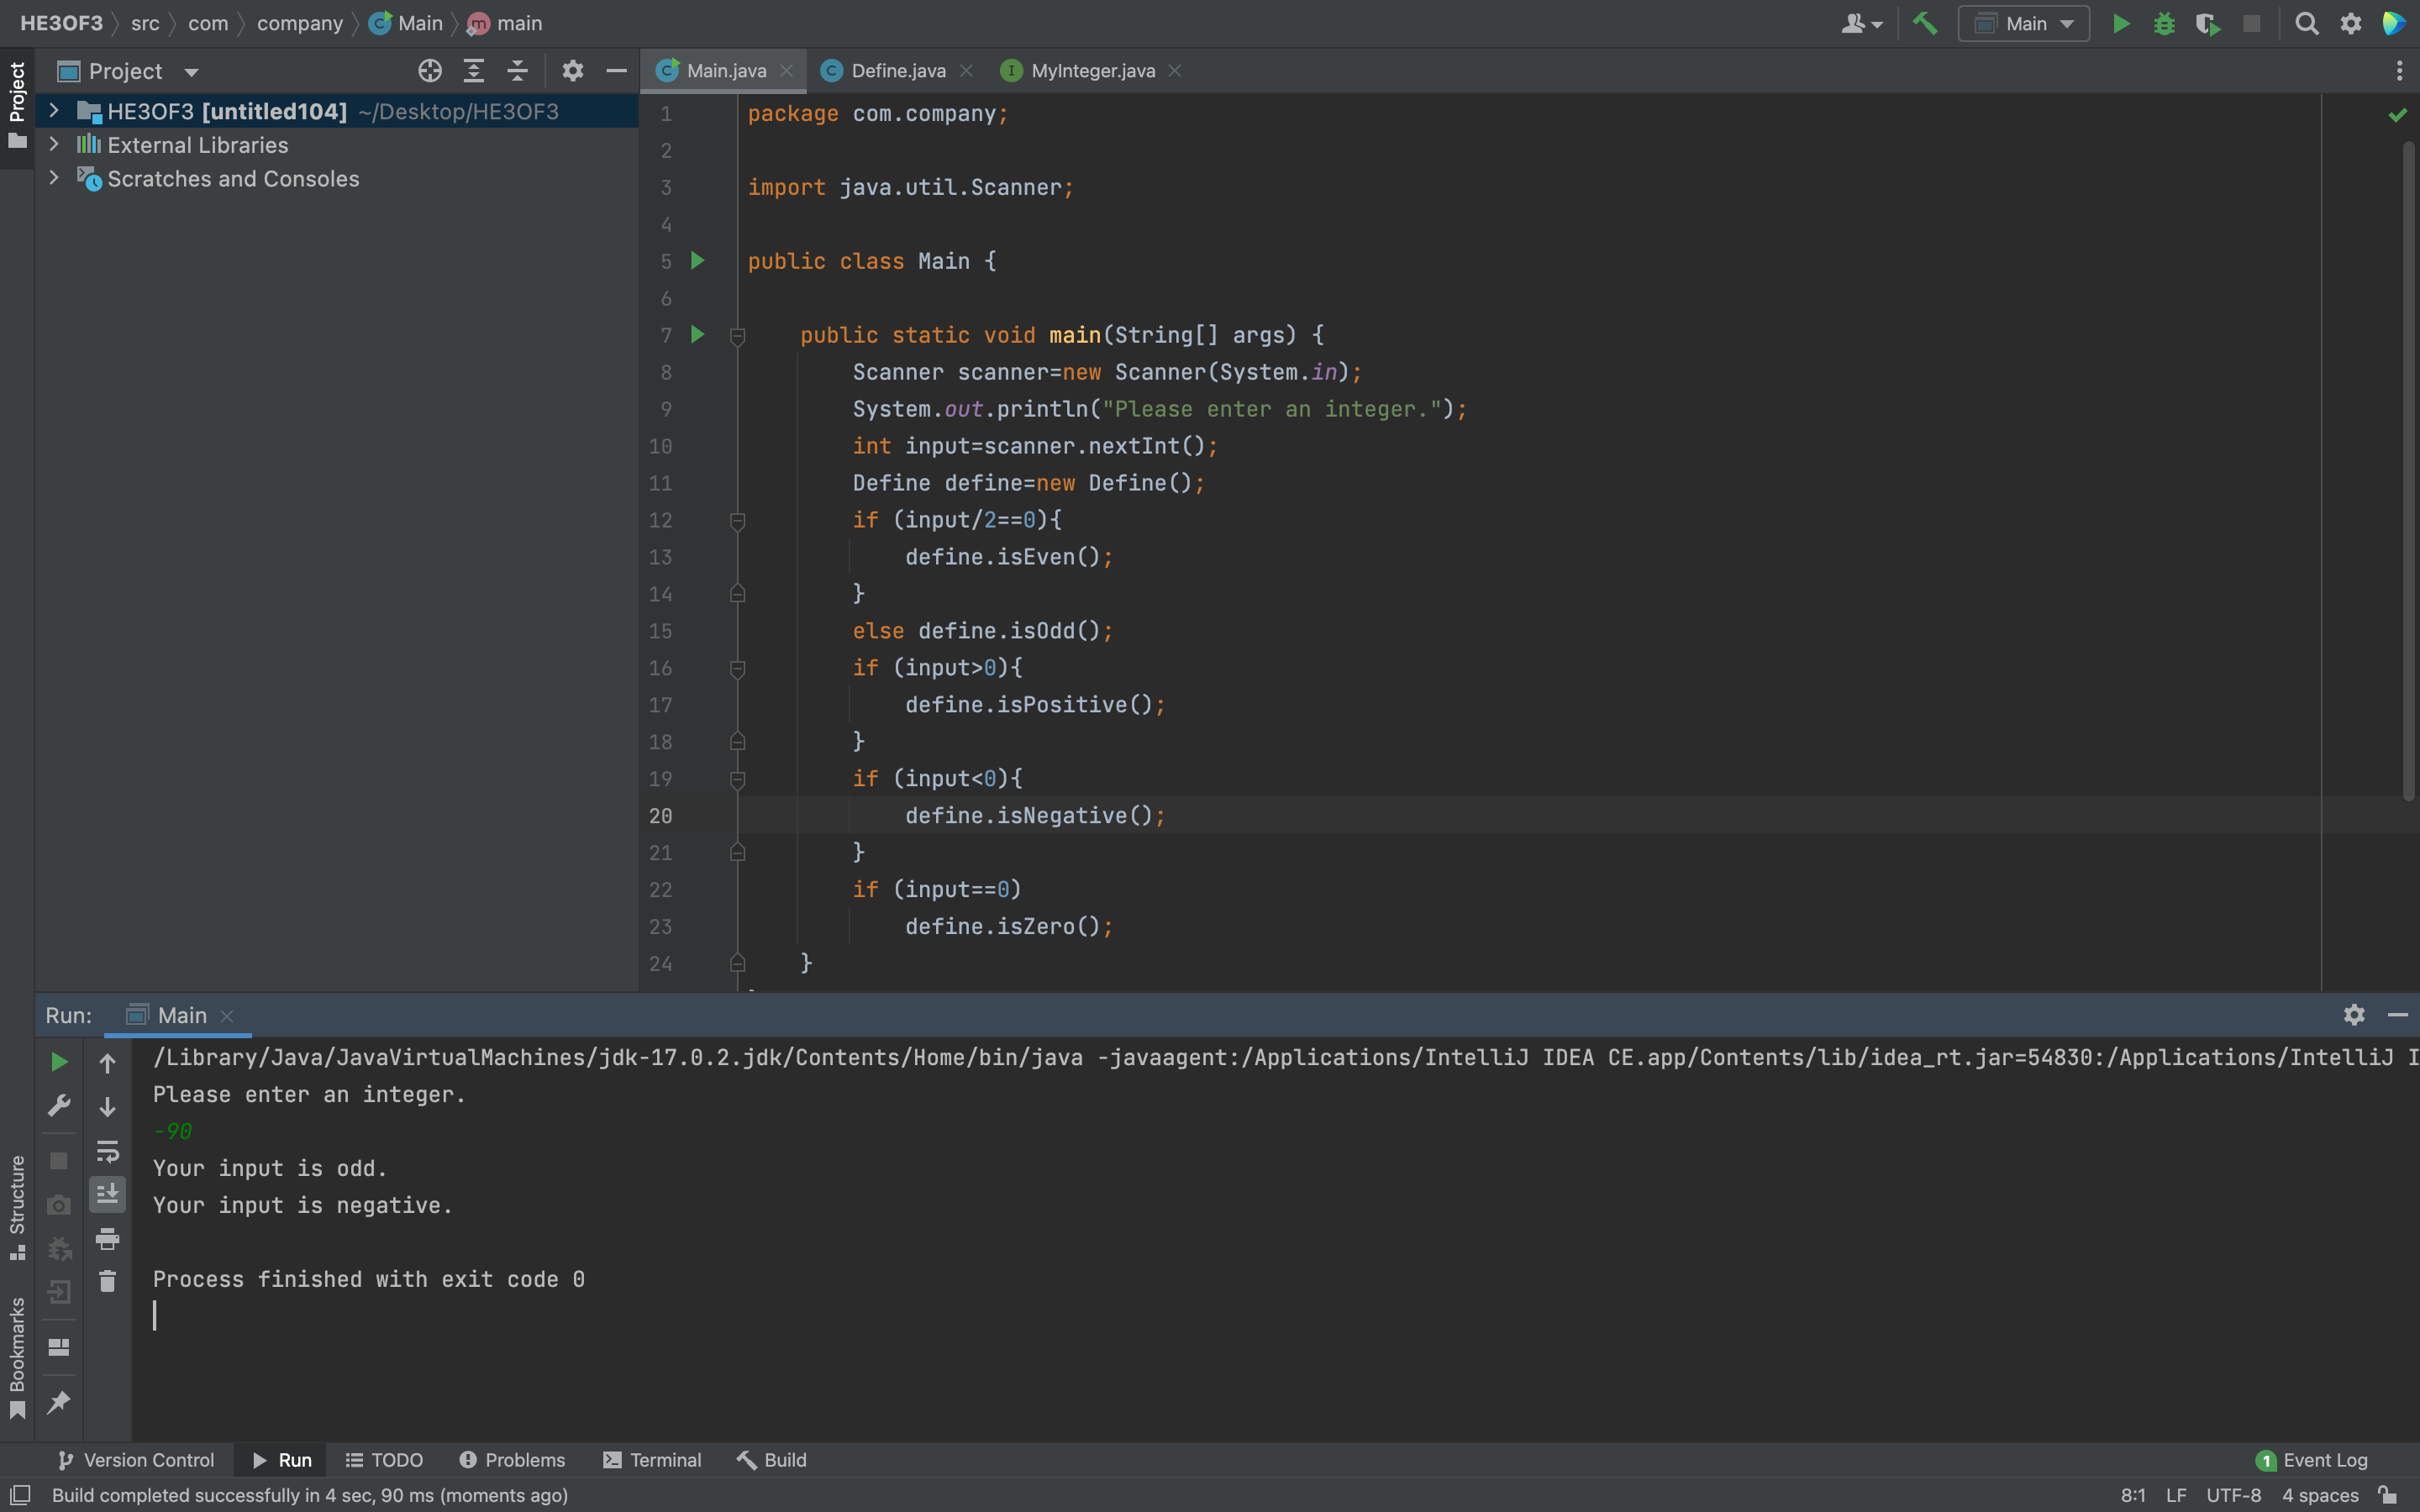 HE3OF3 src com company Main main
Main
Project
Project
HE3OF3 [untitled104] ~/Desktop/HE3OF3
External Libraries
Scratches and Consoles
Main.java Define.java MyInteger.java
1 package com.company;
2
3 import java.util.Scanner;
4
5 public class Main {
6
7 public static void main(String[] args) {
8 Scanner scanner=new Scanner(System.in);
9 System.out.println("Please enter an integer.");
10 int input=scanner.nextInt();
11 Define define=new Define();
12 if (input/2==0){
13 define.isEven();
14 }
15 else define.isOdd();
16 if (input>0){
17 define.isPositive();
18 }
19 if (input<0){
20 define.isNegative();
21 }
22 if (input==0)
23 define.isZero();
24 }
Run: Main
/Library/Java/JavaVirtualMachines/jdk-17.0.2.jdk/Contents/Home/bin/java -javaagent:/Applications/IntelliJ IDEA CE.app/Contents/lib/idea_rt.jar=54830:/Applications/IntelliJ I
Please enter an integer.
-90
Your input is odd.
Your input is negative.
Process finished with exit code 0
Structure
Bookmarks
Version Control Run TODO Problems Terminal Build
1 Event Log
Build completed successfully in 4 sec, 90 ms (moments ago)
8:1 LF UTF-8 4 spaces